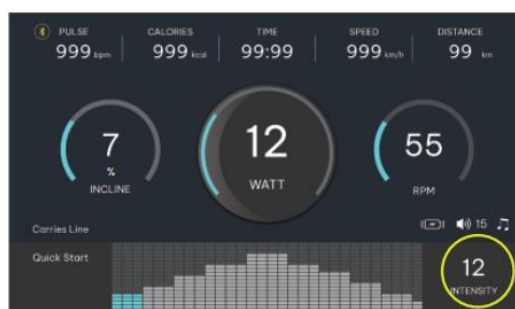 PULSE CALORIES TIME SPEED DISTANCE
999 bpm 999 kcal 99:99 999 km/h 99 km
7
%
INCLINE
12
WATT
55
RPM
15
Carries Line
Quick Start
12
INTENSITY